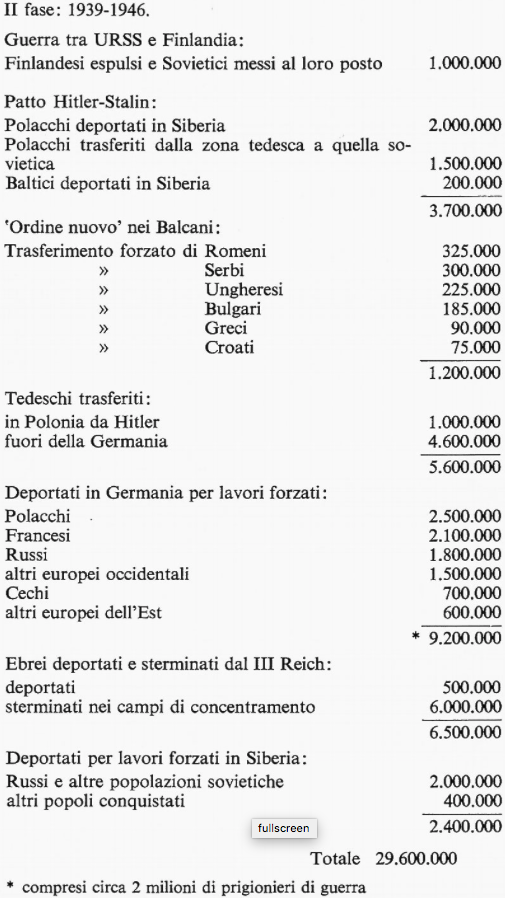 II fase: 1939-1946.
Guerra tra URSS e Finlandia:
Finlandesi espulsi e Sovietici messi al loro posto 1.000.000
Patto Hitler-Stalin:
Polacchi deportati in Siberia 2.000.000
Polacchi trasferiti dalla zona tedesca a quella so-
vietica 1.500.000
Baltici deportati in Siberia 200.000
3.700.000
'Ordine nuovo' nei Balcani:
Trasferimento forzato di Romeni 325.000
» Serbi 300.000
» Ungheresi 225.000
» Bulgari 185.000
» Greci 90.000
» Croati 75.000
1.200.000
Tedeschi trasferiti:
in Polonia da Hitler 1.000.000
fuori della Germania 4.600.000
5.600.000
Deportati in Germania per lavori forzati:
Polacchi 2.500.000
Francesi 2.100.000
Russi 1.800.000
altri europei occidentali 1.500.000
Cechi 700.000
altri europei dell'Est 600.000
* 9.200.000
Ebrei deportati e sterminati dal III Reich:
deportati 500.000
sterminati nei campi di concentramento 6.000.000
6.500.000
Deportati per lavori forzati in Siberia:
Russi e altre popolazioni sovietiche 2.000.000
altri popoli conquistati 400.000
fullscreen 2.400.000
Totale 29.600.000
* compresi circa 2 milioni di prigionieri di guerra